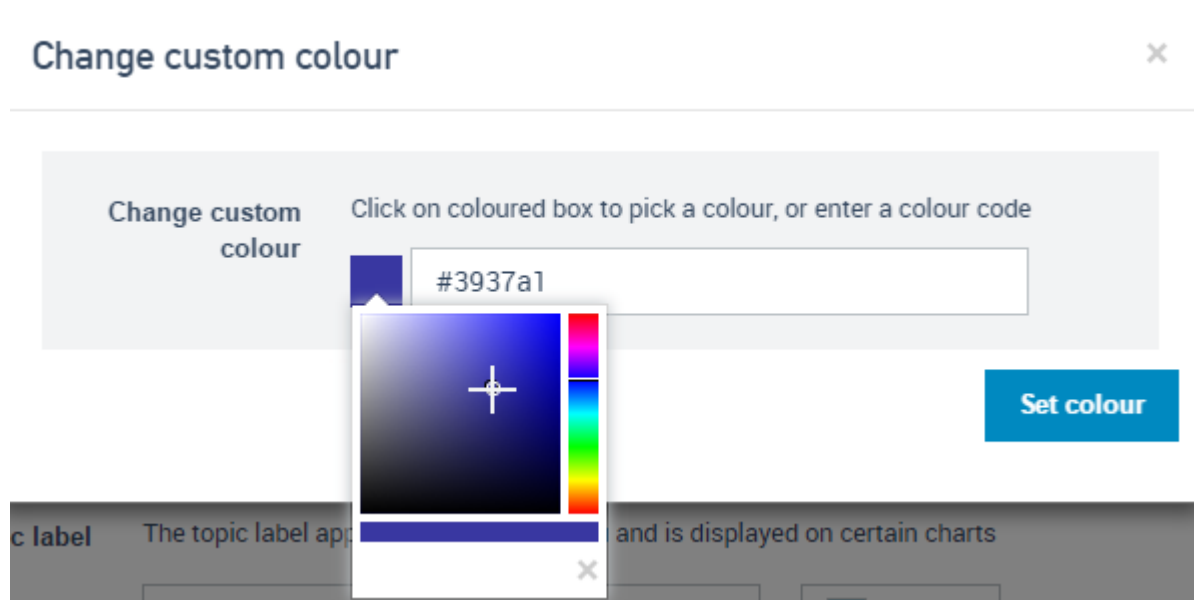 Change custom colour
×
Change custom
colour
Click on coloured box to pick a colour, or enter a colour code
#3937a1
Set colour
×
c label
The topic label app
and is displayed on certain charts